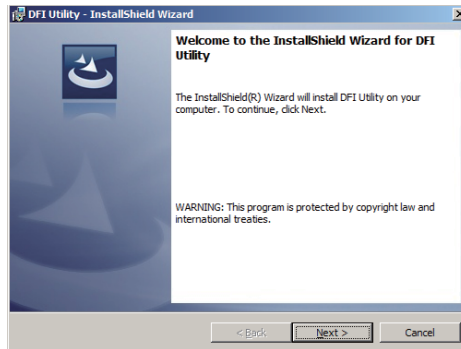 DFI Utility - InstallShield Wizard
Welcome to the InstallShield Wizard for DFI
Utility
The InstallShield(R) Wizard will install DFI Utility on your
computer. To continue, click Next.
WARNING: This program is protected by copyright law and
international treaties.
< Back Next > Cancel